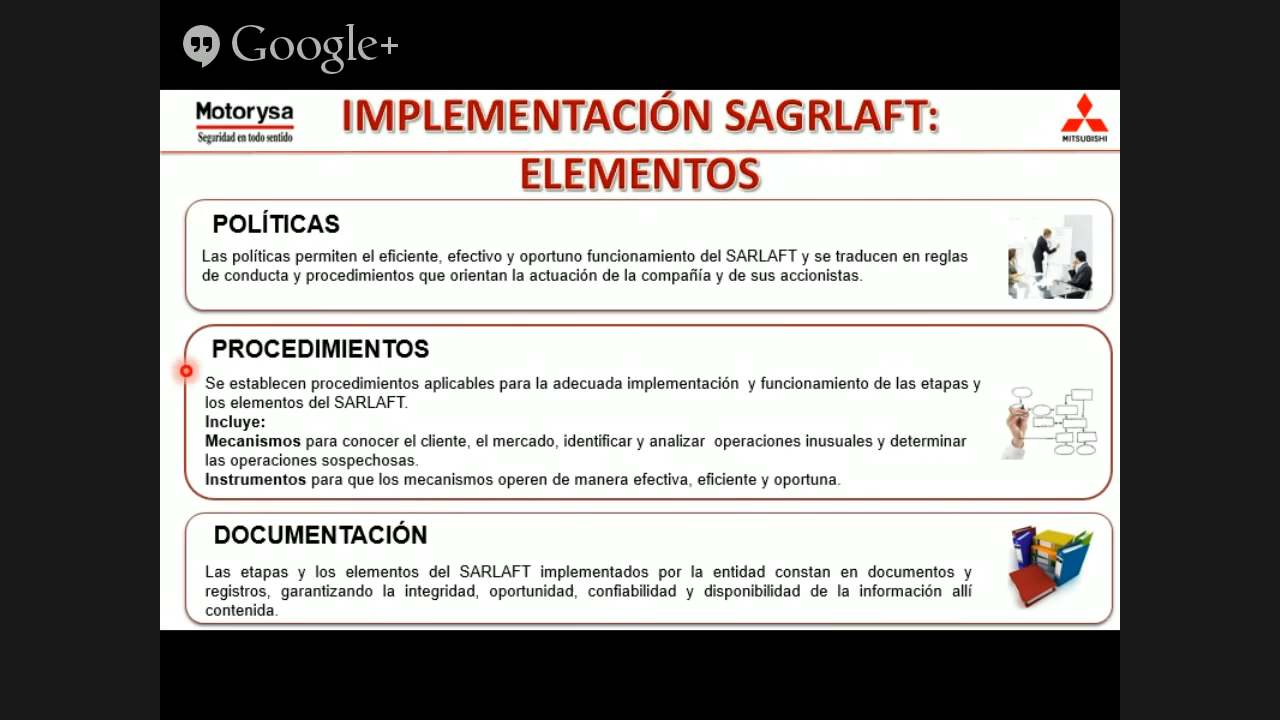 Google+
Motorysa
Seguridad en todo sentido
IMPLEMENTACIÓN SAGRLAFT:
MITSUBISHI
ELEMENTOS
POLÍTICAS
Las políticas permiten el eficiente, efectivo y oportuno funcionamiento del SARLAFT y se traducen en reglas
de conducta y procedimientos que orientan la actuación de la compañía y de sus accionistas.
PROCEDIMIENTOS
Se establecen procedimientos aplicables para la adecuada implementación y funcionamiento de las etapas y
los elementos del SARLAFT.
Incluye:
Mecanismos para conocer el cliente, el mercado, identificar y analizar operaciones inusuales y determinar
las operaciones sospechosas.
Instrumentos para que los mecanismos operen de manera efectiva, eficiente y oportuna.
DOCUMENTACIÓN
Las etapas y los elementos del SARLAFT implementados por la entidad constan en documentos y
registros, garantizando la integridad, oportunidad, confiabilidad y disponibilidad de la información allí
contenida.